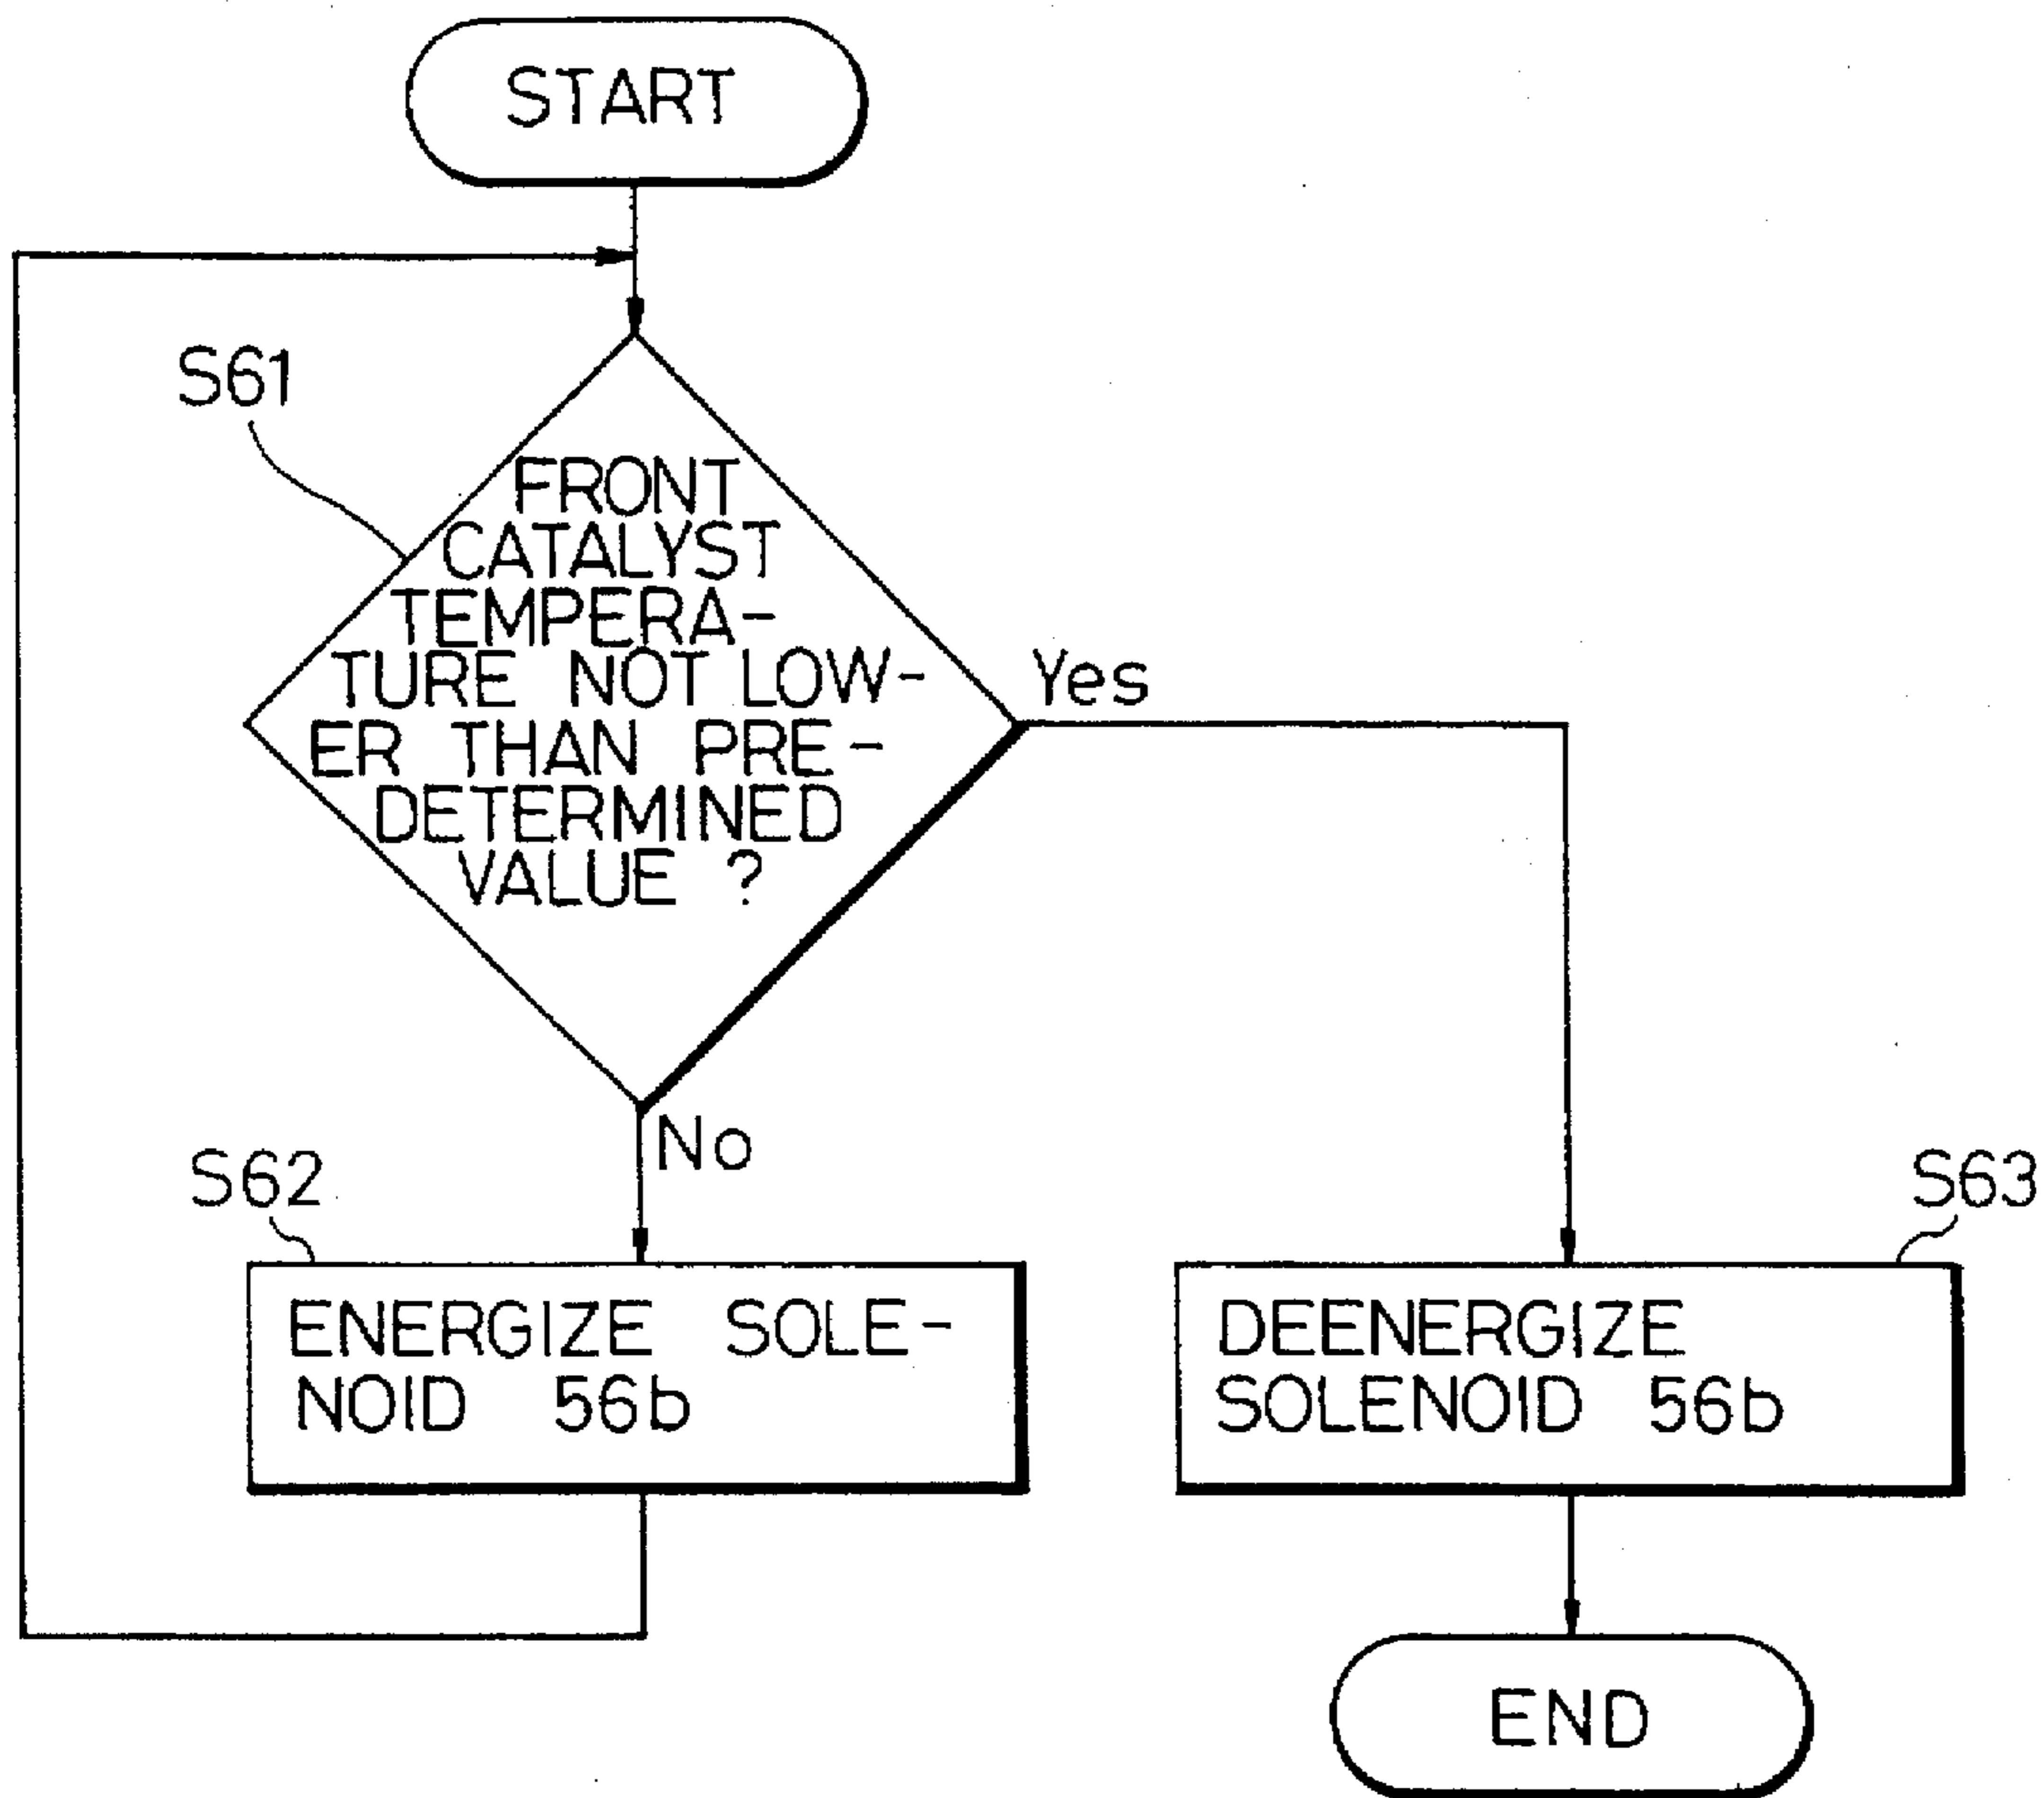 START
S61
FRONT
CATALYST
TEMPERA-
TURE NOT LOW-
ER THAN PRE-
DETERMINED
VALUE ?
Yes
No
S62
ENERGIZE SOLE-
NOID 56b
S63
DEENERGIZE
SOLENOID 56b
END